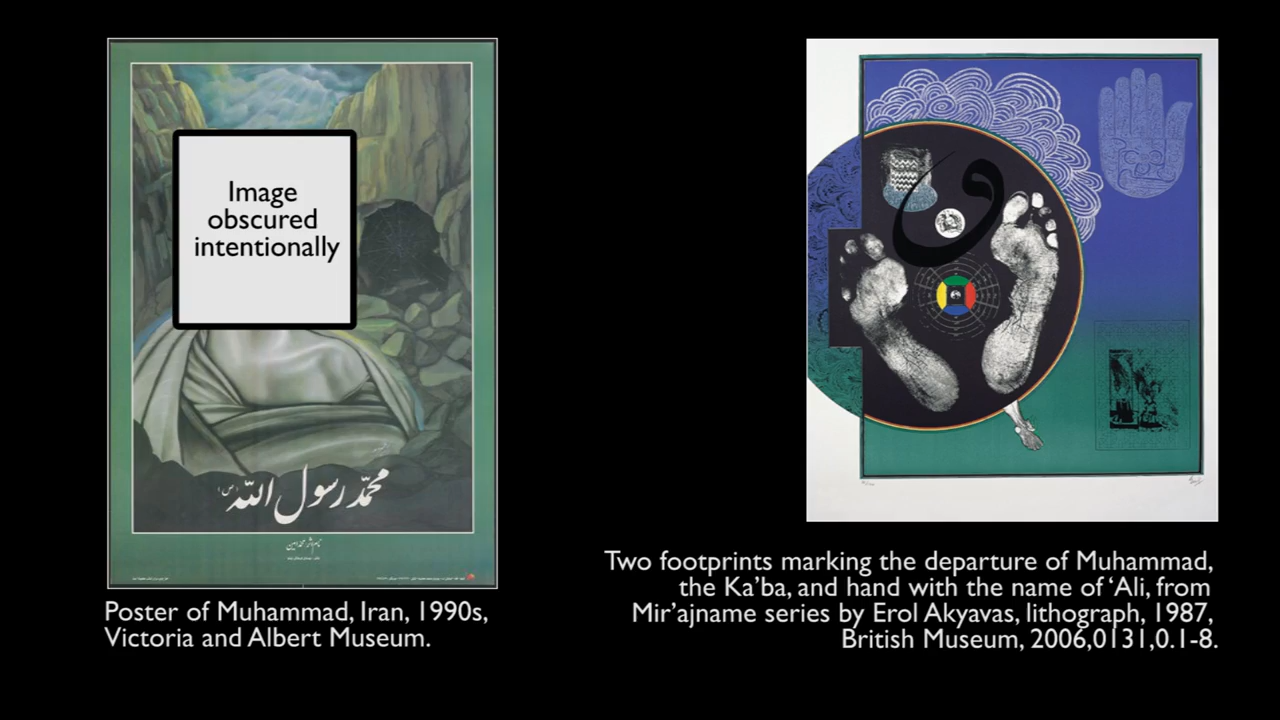 Image
obscured
intentionally
محمّد رسول اللّه (ص)
Poster of Muhammad, Iran, 1990s,
Victoria and Albert Museum.
و
Two footprints marking the departure of Muhammad,
the Ka’ba, and hand with the name of ‘Ali, from
Mir’ajname series by Erol Akyavas, lithograph, 1987,
British Museum, 2006,0131,0.1-8.